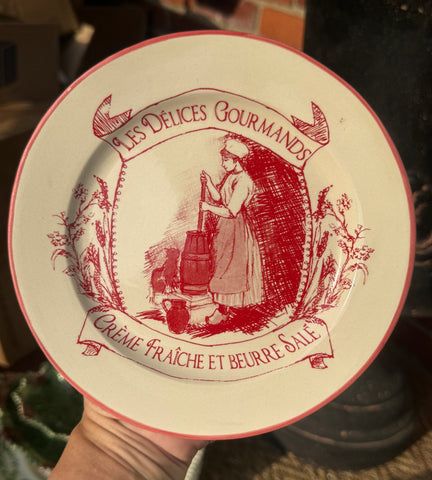 Les Délices Gourmands
Crème Fraîche et beurre Salé